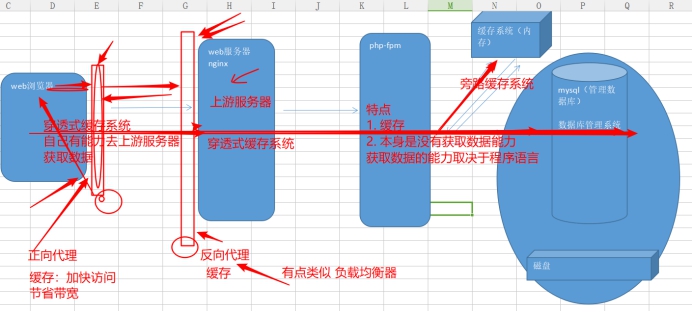 C D E F G H I J K L M N O P Q R
web浏览器
web服务器
nginx
上游服务器
php-fpm
缓存系统（内
存）
旁路缓存系统
mysql（管理数
据库）
数据库管理系统
穿透式缓存系统
自己有能力去上游服务器
获取数据
穿透式缓存系统
特点
1. 缓存
2. 本身是没有获取数据能力
获取数据的能力取决于程序语言
正向代理
缓存：加快访问
节省带宽
反向代理
缓存
有点类似 负载均衡器
磁盘